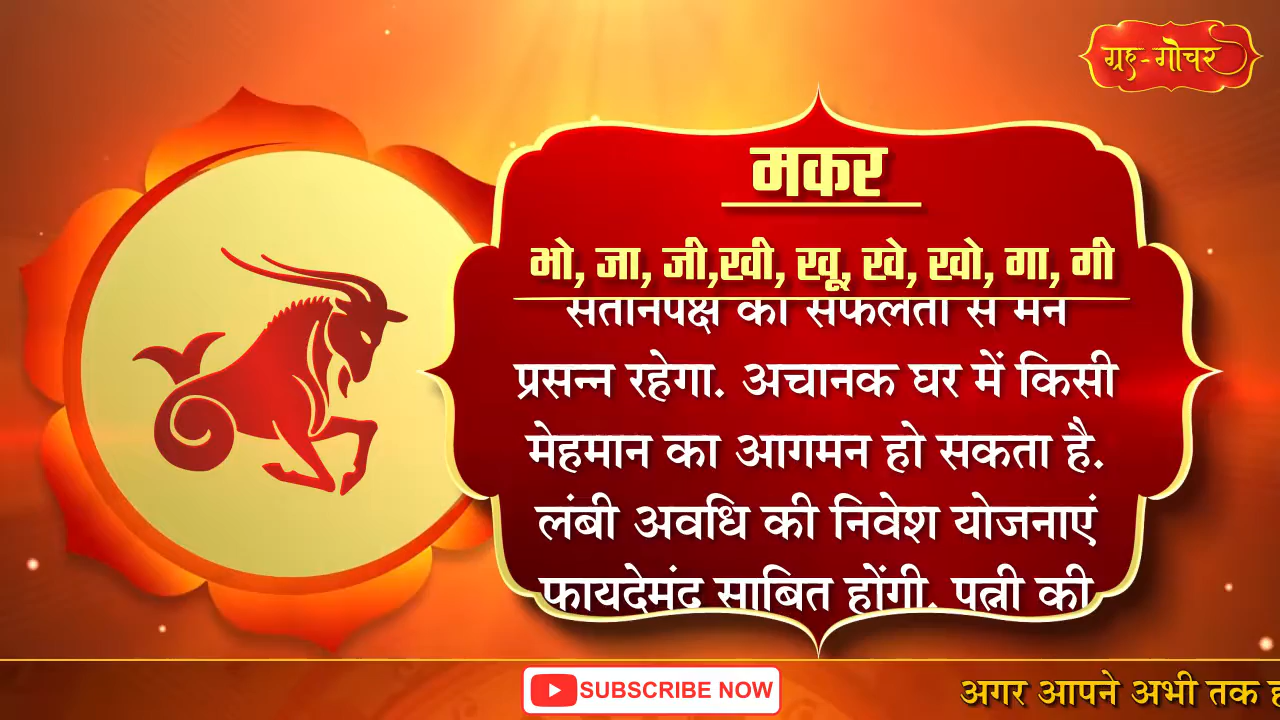 ग्रह-गोचर
मकर
भो, जा, जी,खी, खू, खे, खो, गा, गी
संतानपक्ष की सफलता से मन
प्रसन्न रहेगा. अचानक घर में किसी
मेहमान का आगमन हो सकता है.
लंबी अवधि की निवेश योजनाएं
फायदेमंद साबित होंगी. पत्नी की
SUBSCRIBE NOW
अगर आपने अभी तक